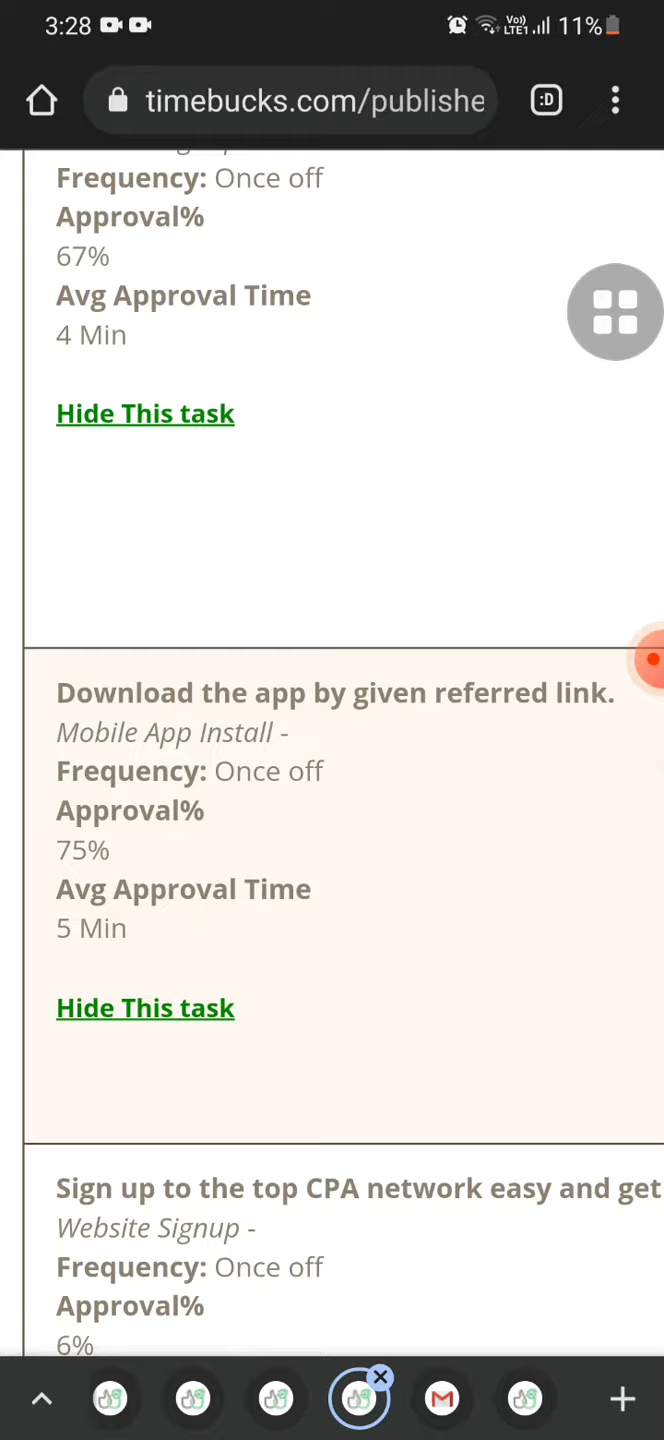 3:28
Vo))
LTE1
11%
timebucks.com/publishe
:D
Frequency: Once off
Approval%
67%
Avg Approval Time
4 Min
Hide This task
Download the app by given referred link.
Mobile App Install -
Frequency: Once off
Approval%
75%
Avg Approval Time
5 Min
Hide This task
Sign up to the top CPA network easy and get
Website Signup -
Frequency: Once off
Approval%
6%